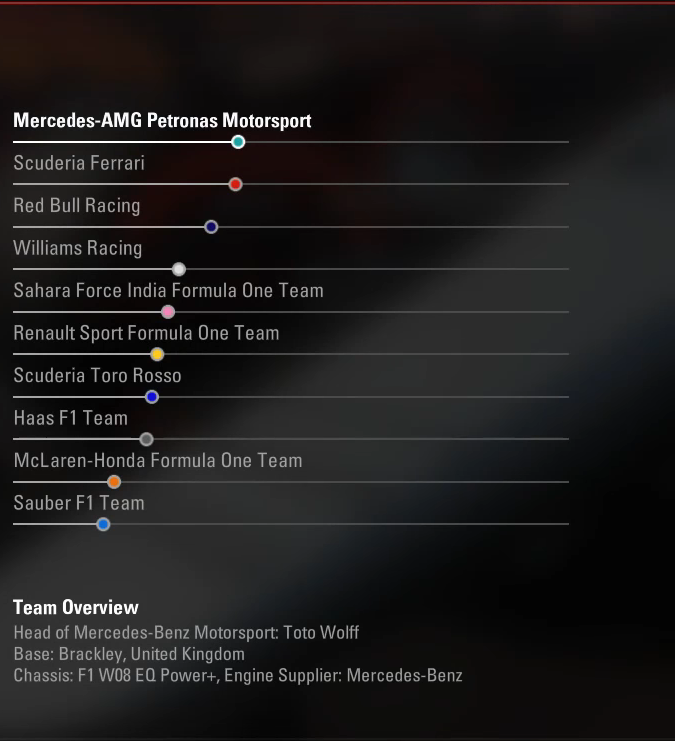 Mercedes-AMG Petronas Motorsport
Scuderia Ferrari
Red Bull Racing
Williams Racing
Sahara Force India Formula One Team
Renault Sport Formula One Team
Scuderia Toro Rosso
Haas F1 Team
McLaren-Honda Formula One Team
Sauber F1 Team
Team Overview
Head of Mercedes-Benz Motorsport: Toto Wolff
Base: Brackley, United Kingdom
Chassis: F1 W08 EQ Power+, Engine Supplier: Mercedes-Benz